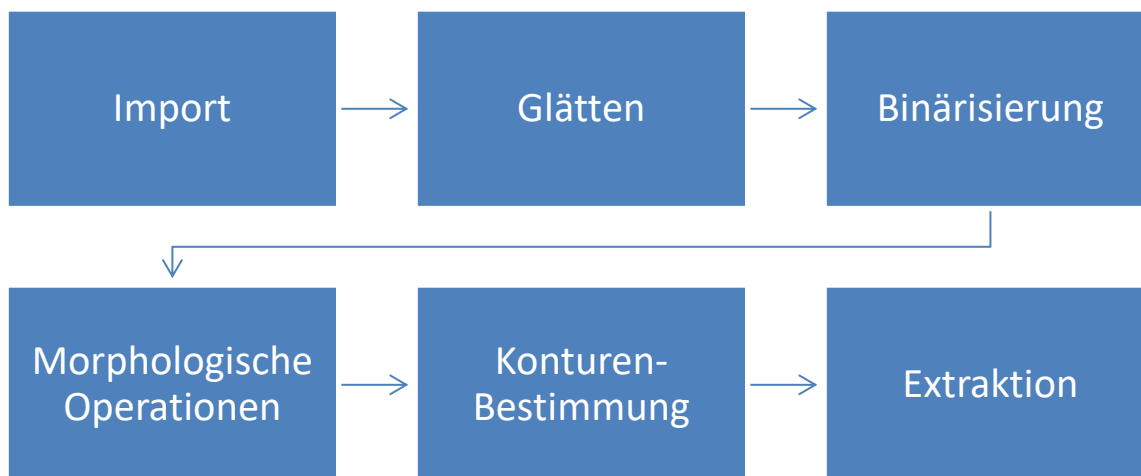 Import
Glätten
Binärisierung
Morphologische
Operationen
Konturen-
Bestimmung
Extraktion